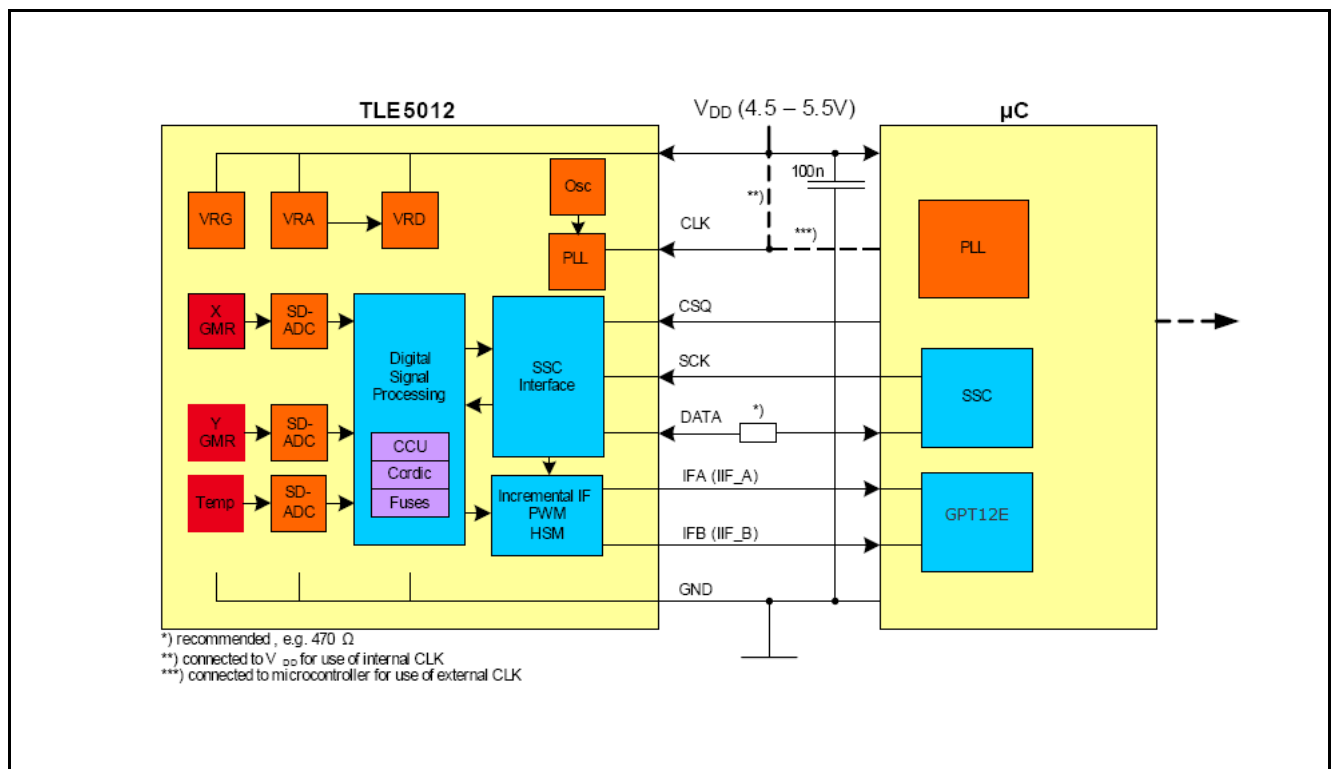 TLE5012
VDD (4.5 – 5.5V)
µC
100n
Osc
**)
VRG
VRA
VRD
CLK
***)
PLL
PLL
X
GMR
SD-
ADC
CSQ
Digital
Signal
Processing
SSC
Interface
SCK
SSC
Y
GMR
SD-
ADC
DATA
*)
CCU
Cordic
Fuses
Temp
SD-
ADC
Incremental IF
PWM
HSM
IFA (IIF_A)
GPT12E
IFB (IIF_B)
GND
*) recommended , e.g. 470 Ω
**) connected to V DD for use of internal CLK
***) connected to microcontroller for use of external CLK